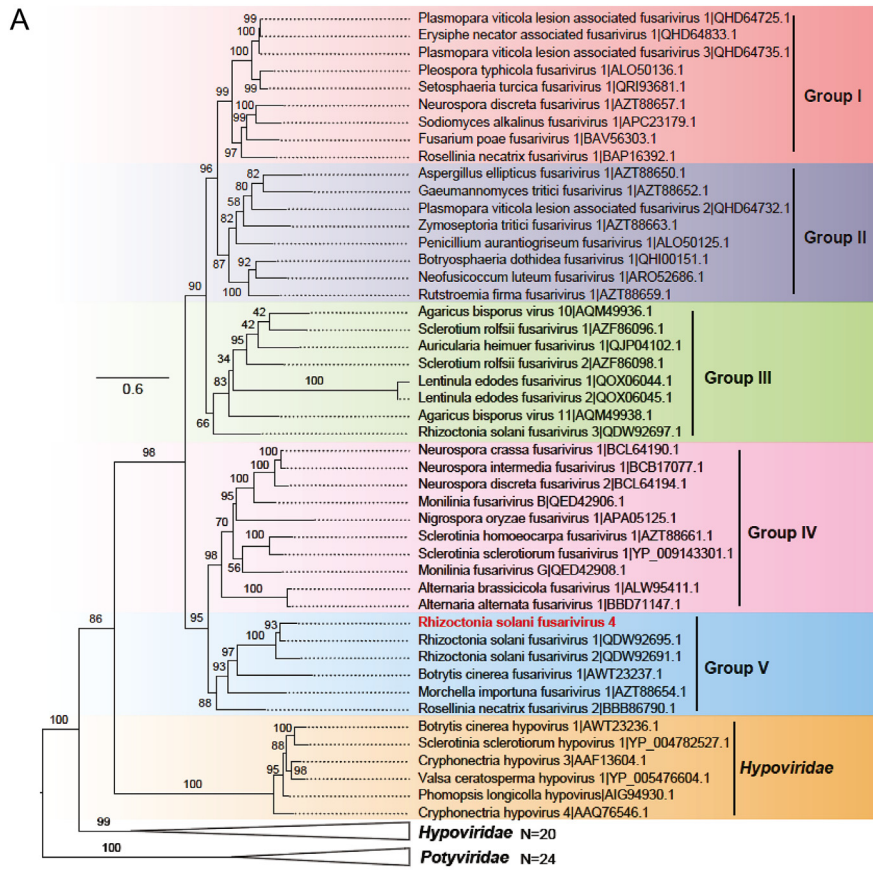 A
99 Plasmopara viticola lesion associated fusarivirus 1|QHD64725.1
100 Erysiphe necator associated fusarivirus 1|QHD64833.1
Plasmopara viticola lesion associated fusarivirus 3|QHD64735.1
100
Pleospora typhicola fusarivirus 1|ALO50136.1
99 Setosphaeria turcica fusarivirus 1|QRI93681.1
99
Group I
100 Neurospora discreta fusarivirus 1|AZT88657.1
99 Sodiomyces alkalinus fusarivirus 1|APC23179.1
Fusarium poae fusarivirus 1|BAV56303.1
97 Rosellinia necatrix fusarivirus 1|BAP16392.1
96
82 Aspergillus ellipticus fusarivirus 1|AZT88650.1
80 Gaeumannomyces tritici fusarivirus 1|AZT88652.1
58 Plasmopara viticola lesion associated fusarivirus 2|QHD64732.1
82 Zymoseptoria tritici fusarivirus 1|AZT88663.1
Group II
Penicillium aurantiogriseum fusarivirus 1|ALO50125.1
87 92 Botryosphaeria dothidea fusarivirus 1|QHI00151.1
Neofusicoccum luteum fusarivirus 1|ARO52686.1
100 Rutstroemia firma fusarivirus 1|AZT88659.1
90
42 Agaricus bisporus virus 10|AQM49936.1
42 Sclerotium rolfsii fusarivirus 1|AZF86096.1
95 Auricularia heimuer fusarivirus 1|QJP04102.1
34 Sclerotium rolfsii fusarivirus 2|AZF86098.1
0.6
83 100 Lentinula edodes fusarivirus 1|QOX06044.1
Group III
Lentinula edodes fusarivirus 2|QOX06045.1
Agaricus bisporus virus 11|AQM49938.1
66 Rhizoctonia solani fusarivirus 3|QDW92697.1
98
100 Neurospora crassa fusarivirus 1|BCL64190.1
100 Neurospora intermedia fusarivirus 1|BCB17077.1
100 Neurospora discreta fusarivirus 2|BCL64194.1
95 Monilinia fusarivirus B|QED42906.1
70 Nigrospora oryzae fusarivirus 1|APA05125.1
Group IV
100 Sclerotinia homoeocarpa fusarivirus 1|AZT88661.1
98 Sclerotinia sclerotiorum fusarivirus 1|YP_009143301.1
56 Monilinia fusarivirus G|QED42908.1
100 Alternaria brassicicola fusarivirus 1|ALW95411.1
Alternaria alternata fusarivirus 1|BBD71147.1
86 95
93 Rhizoctonia solani fusarivirus 4
100 Rhizoctonia solani fusarivirus 1|QDW92695.1
97 Rhizoctonia solani fusarivirus 2|QDW92691.1
93 Botrytis cinerea fusarivirus 1|AWT23237.1
Group V
Morchella importuna fusarivirus 1|AZT88654.1
88 Rosellinia necatrix fusarivirus 2|BBB86790.1
100
100 Botrytis cinerea hypovirus 1|AWT23236.1
88 Sclerotinia sclerotiorum hypovirus 1|YP_004782527.1
Cryphonectria hypovirus 3|AAF13604.1
95 98 Valsa ceratosperma hypovirus 1|YP_005476604.1
Hypoviridae
100 Phomopsis longicolla hypovirus|AIG94930.1
Cryphonectria hypovirus 4|AAQ76546.1
99 Hypoviridae N=20
100 Potyviridae N=24